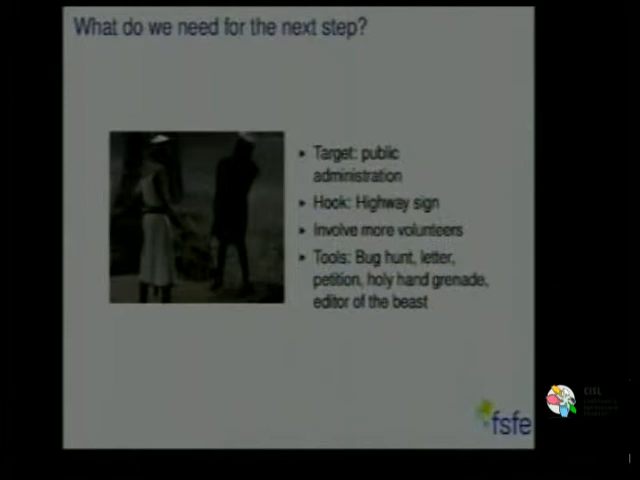 What do we need for the next step?
• Target: public
administration
• Hook: Highway sign
• Involve more volunteers
• Tools: Bug hunt, letter,
petition, holy hand grenade,
editor of the beast
fsfe
CISL